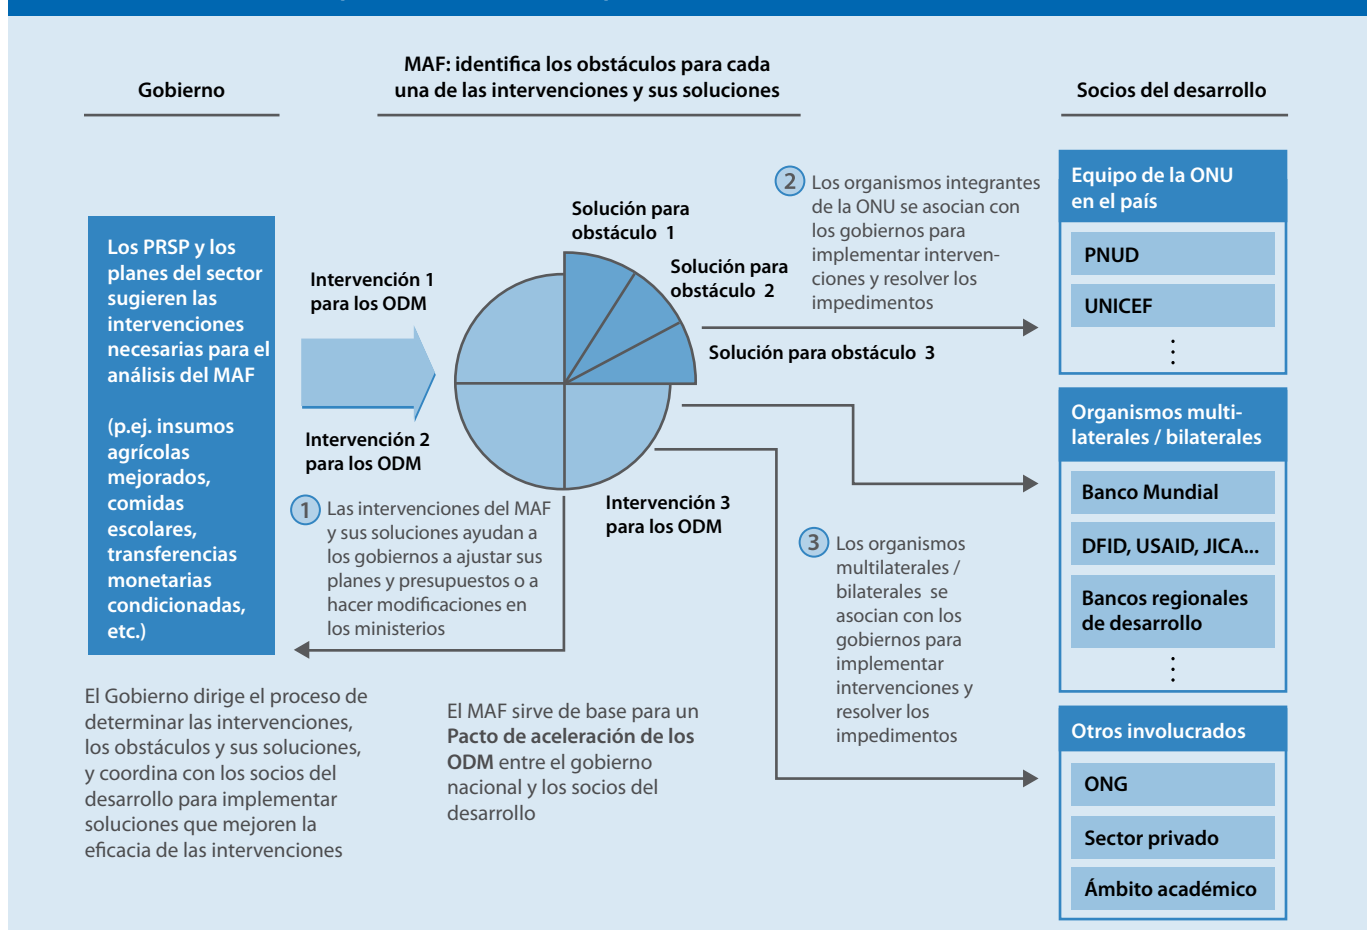 Gobierno
MAF: identifica los obstáculos para cada
una de las intervenciones y sus soluciones
Socios del desarrollo
Los PRSP y los
planes del sector
sugieren las
intervenciones
necesarias para el
análisis del MAF
(p.ej. insumos
agrícolas
mejorados,
comidas
escolares,
transferencias
monetarias
condicionadas,
etc.)
Intervención 1
para los ODM
Intervención 2
para los ODM
Solución para
obstáculo 1
Solución para
obstáculo 2
Solución para obstáculo 3
Intervención 3
para los ODM
1 Las intervenciones del MAF
y sus soluciones ayudan a
los gobiernos a ajustar sus
planes y presupuestos o a
hacer modificaciones en
los ministerios
2 Los organismos integrantes
de la ONU se asocian con
los gobiernos para
implementar interven-
ciones y resolver los
impedimentos
3 Los organismos
multilaterales /
bilaterales se
asocian con los
gobiernos para
implementar
intervenciones y
resolver los
impedimentos
Equipo de la ONU
en el país
PNUD
UNICEF
Organismos multi-
laterales / bilaterales
Banco Mundial
DFID, USAID, JICA...
Bancos regionales
de desarrollo
Otros involucrados
ONG
Sector privado
Ámbito académico
El Gobierno dirige el proceso de
determinar las intervenciones,
los obstáculos y sus soluciones,
y coordina con los socios del
desarrollo para implementar
soluciones que mejoren la
eficacia de las intervenciones
El MAF sirve de base para un
Pacto de aceleración de los
ODM entre el gobierno
nacional y los socios del
desarrollo